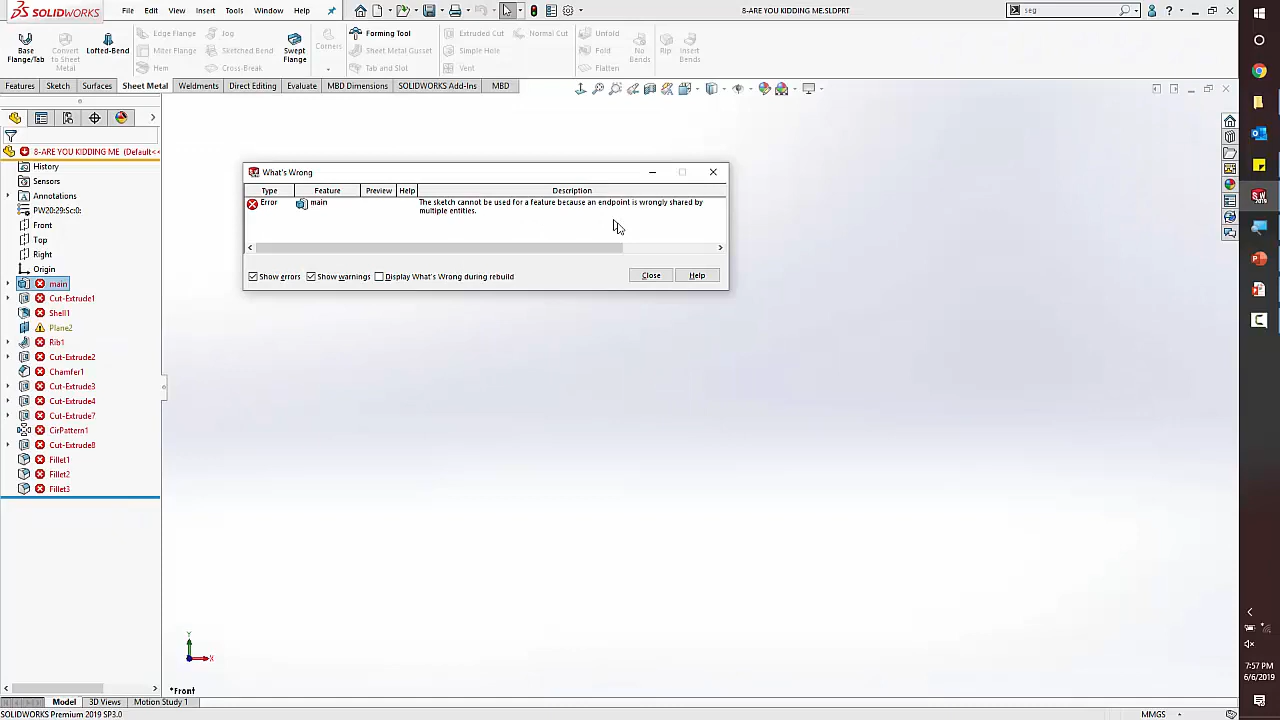 SOLIDWORKS File Edit View Insert Tools Window Help 8-ARE YOU KIDDING ME.SLDPRT seg
Base Flange/Tab
Convert to Sheet Metal
Lofted-Bend
Edge Flange
Miter Flange
Hem
Jog
Sketched Bend
Cross-Break
Swept Flange
Corners
Forming Tool
Sheet Metal Gusset
Tab and Slot
Extruded Cut
Simple Hole
Vent
Normal Cut
Unfold
Fold
Flatten
No Bends
Rip
Insert Bends
Features Sketch Surfaces Sheet Metal Weldments Direct Editing Evaluate MBD Dimensions SOLIDWORKS Add-Ins MBD
8-ARE YOU KIDDING ME (Default<<
History
Sensors
Annotations
PW20:29:Sc:0:
Front
Top
Right
Origin
main
Cut-Extrude1
Shell1
Plane2
Rib1
Cut-Extrude2
Chamfer1
Cut-Extrude3
Cut-Extrude4
Cut-Extrude7
CirPattern1
Cut-Extrude8
Fillet1
Fillet2
Fillet3
What's Wrong
Type Feature Preview Help Description
Error main The sketch cannot be used for a feature because an endpoint is wrongly shared by
multiple entities.
Show errors Show warnings Display What's Wrong during rebuild Close Help
Y
X
*Front
Model 3D Views Motion Study 1
SOLIDWORKS Premium 2019 SP3.0 MMGS
7:57 PM
6/6/2019